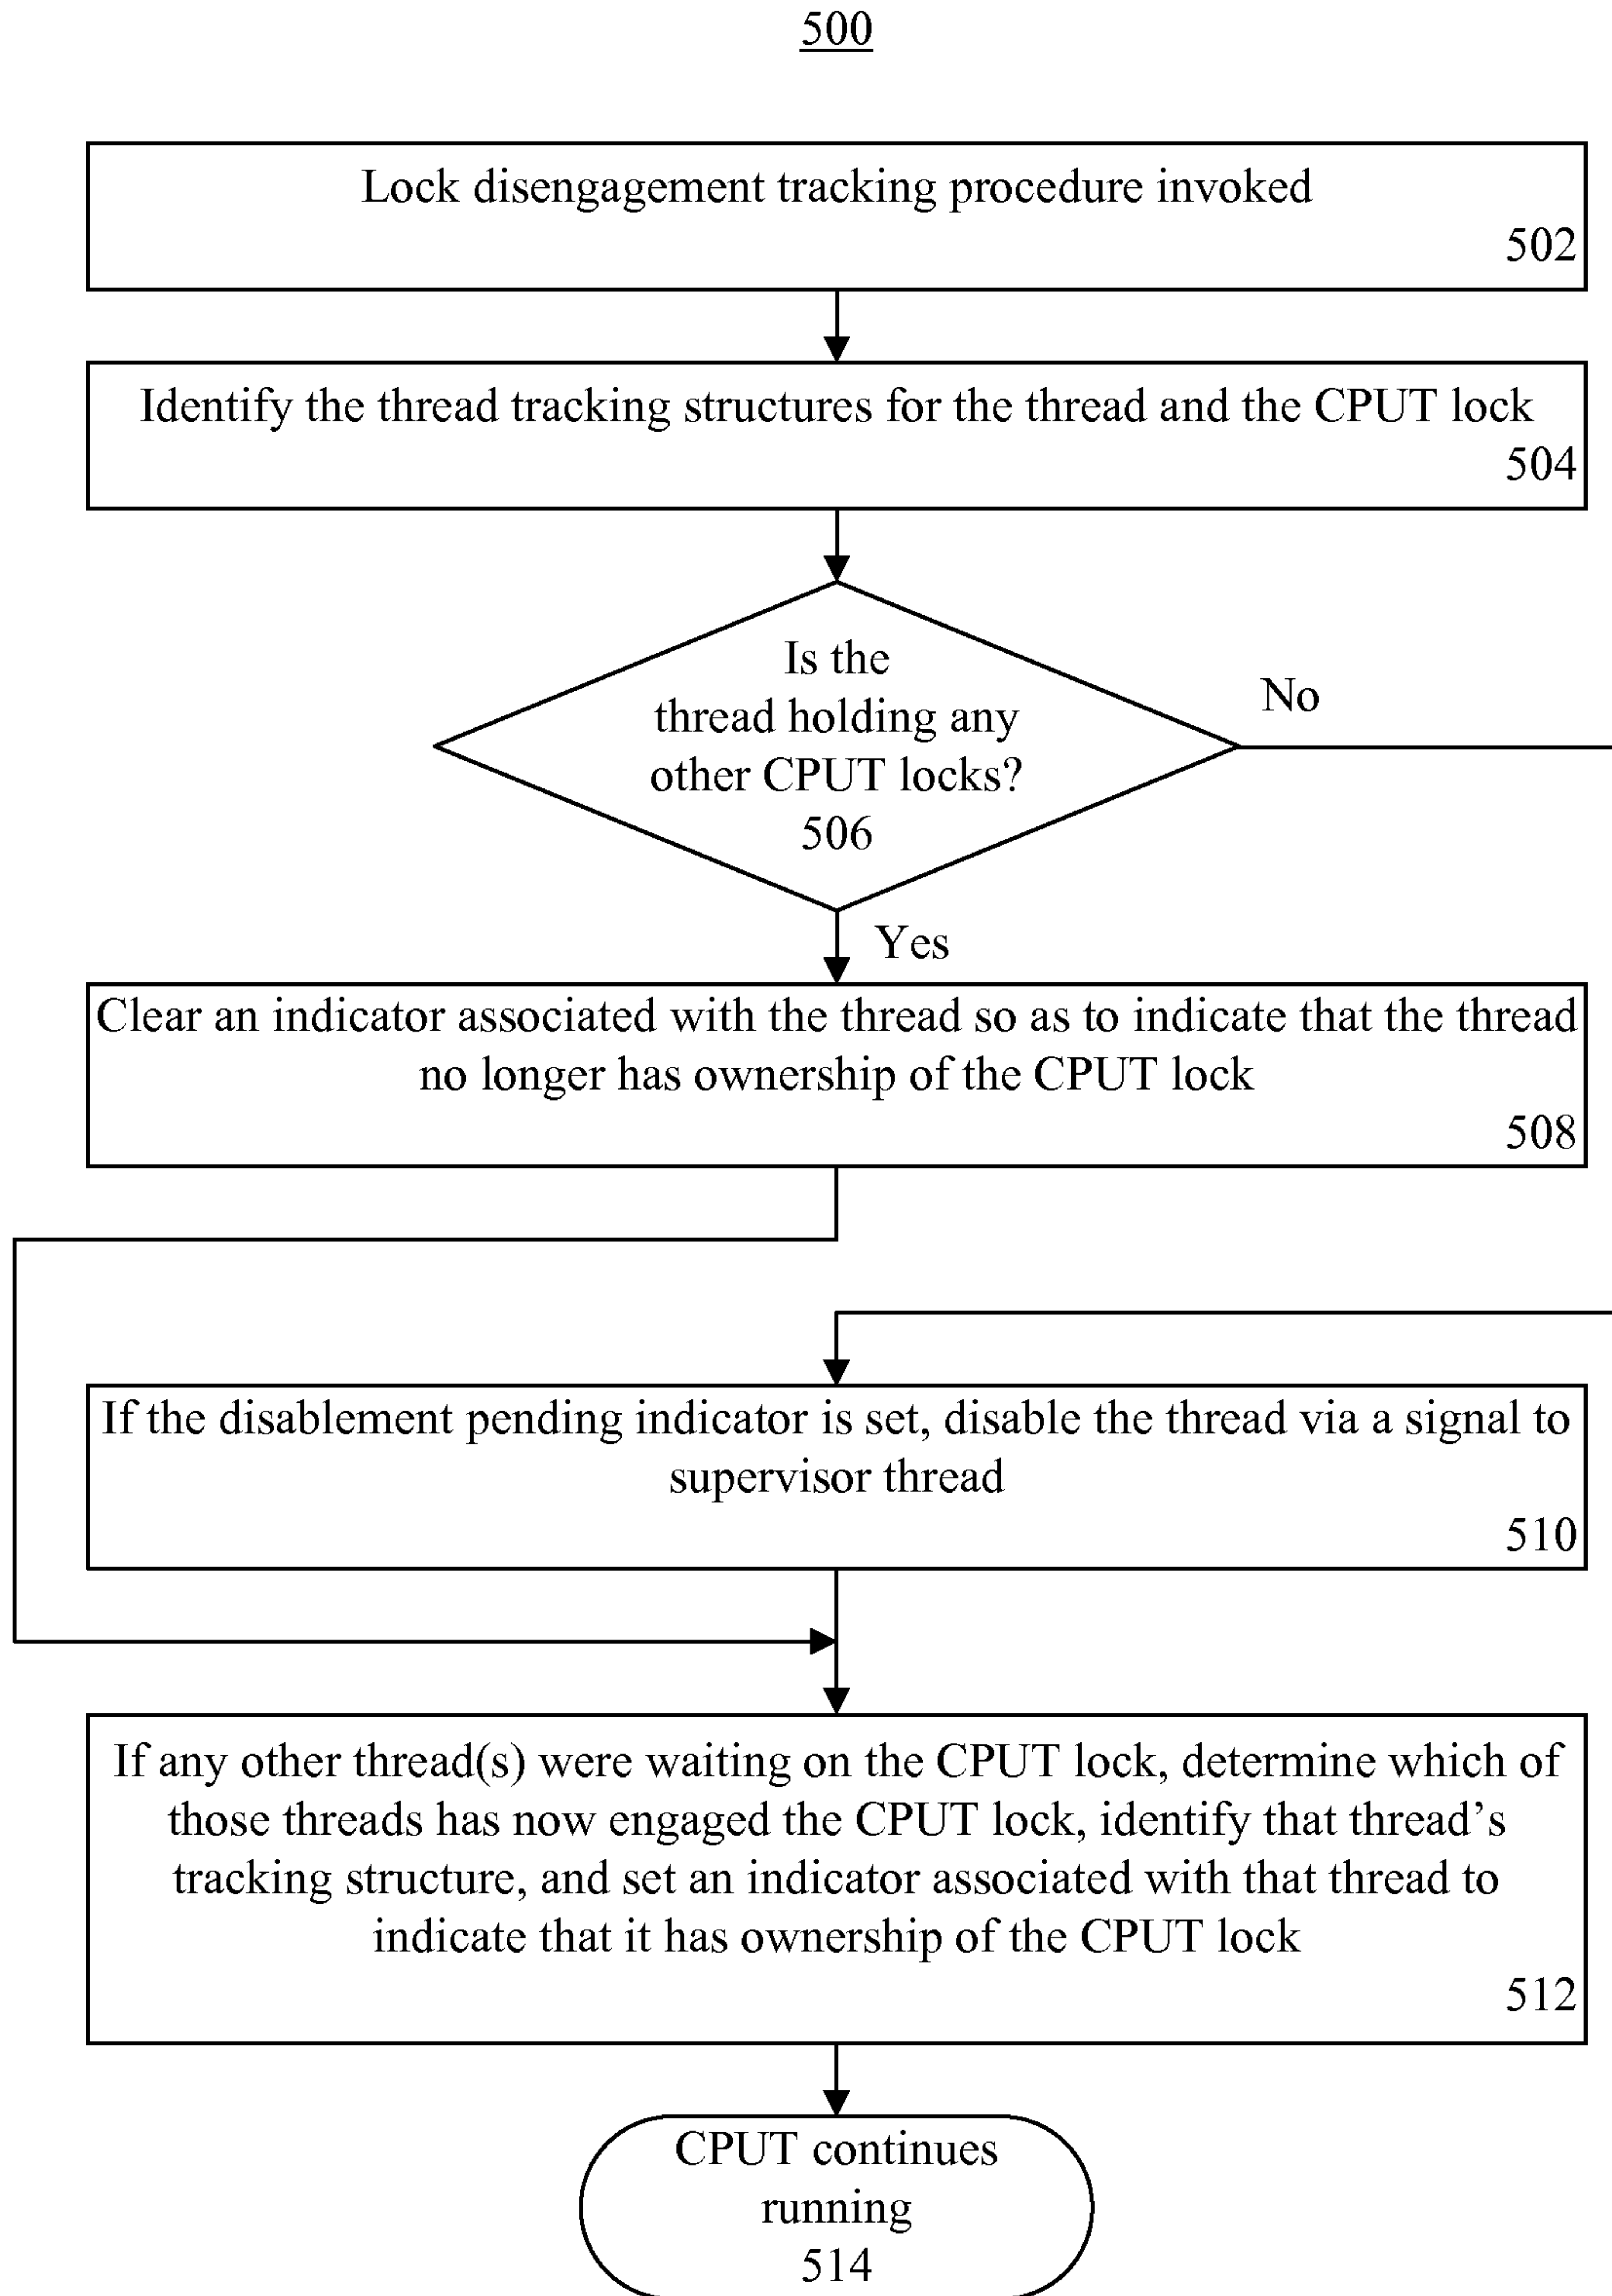 500
Lock disengagement tracking procedure invoked
502
Identify the thread tracking structures for the thread and the CPUT lock
504
Is the
thread holding any
other CPUT locks?
506
No
Yes
Clear an indicator associated with the thread so as to indicate that the thread
no longer has ownership of the CPUT lock
508
If the disablement pending indicator is set, disable the thread via a signal to
supervisor thread
510
If any other thread(s) were waiting on the CPUT lock, determine which of
those threads has now engaged the CPUT lock, identify that thread’s
tracking structure, and set an indicator associated with that thread to
indicate that it has ownership of the CPUT lock
512
CPUT continues
running
514